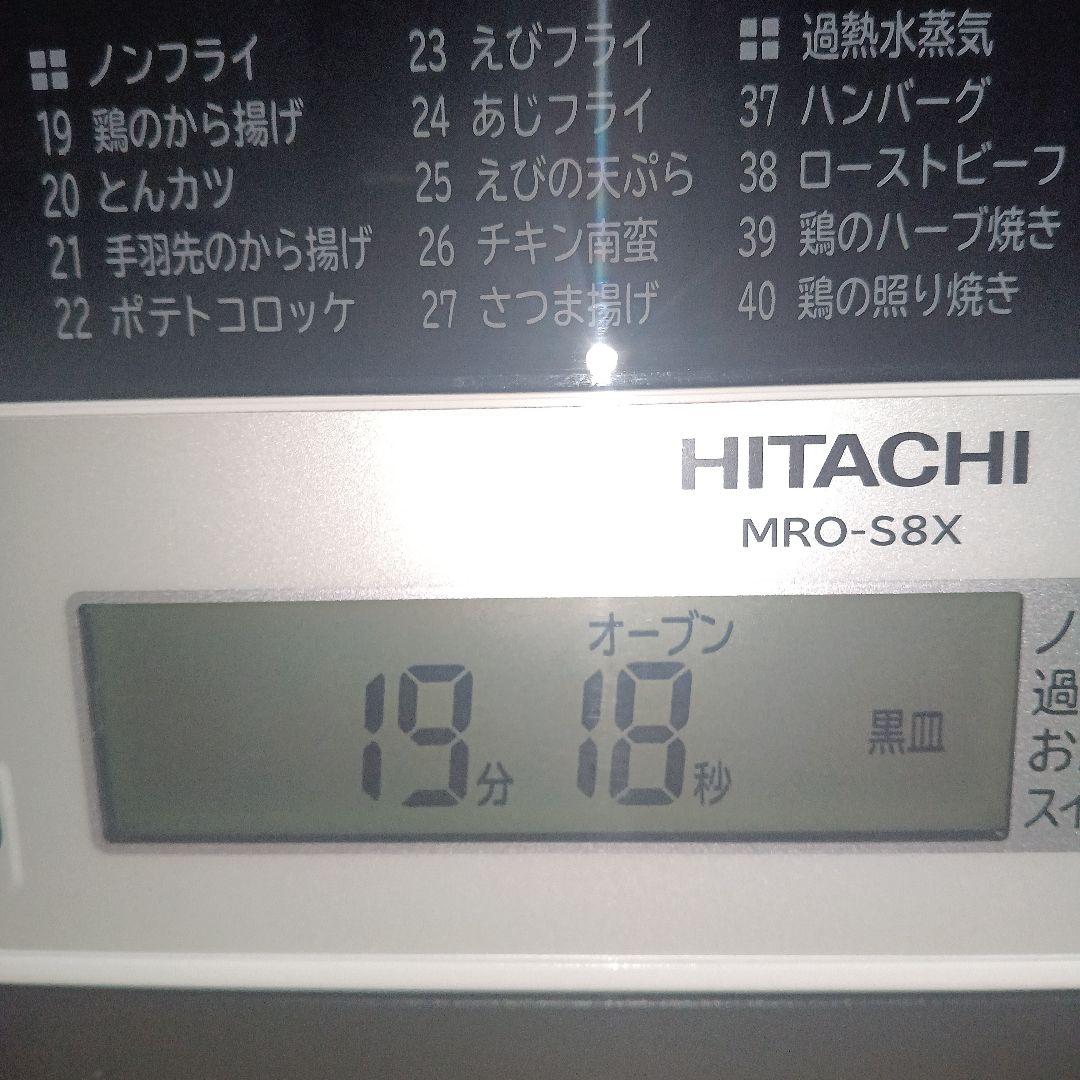 ノンフライ
19 鶏のから揚げ
20 とんカツ
21 手羽先のから揚げ
22 ポテトコロッケ
23 えびフライ
24 あじフライ
25 えびの天ぷら
26 チキン南蛮
27 さつま揚げ
過熱水蒸気
37 ハンバーグ
38 ローストビーフ
39 鶏のハーブ焼き
40 鶏の照り焼き
HITACHI
MRO-S8X
オーブン
19分 18秒
黒皿
ノ
過
お
スイ